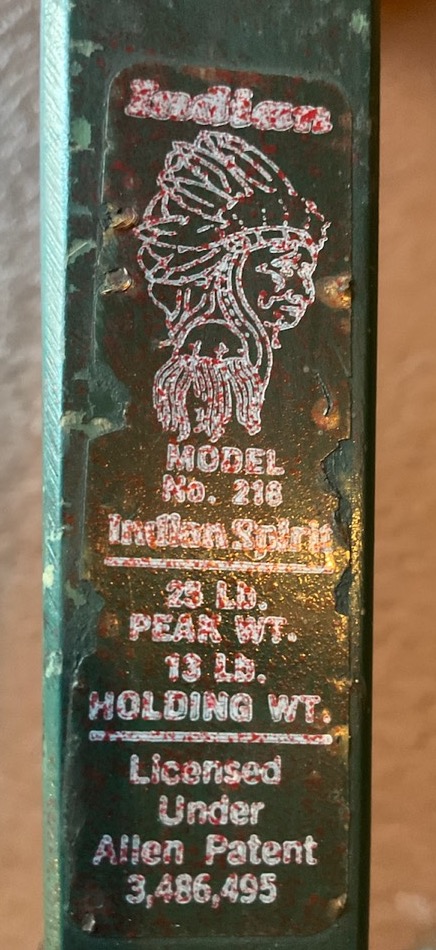 Indian
MODEL
No. 218
Indian Spirit
25 LB.
PEAK WT.
13 LB.
HOLDING WT.
Licensed
Under
Allen Patent
3,486,495